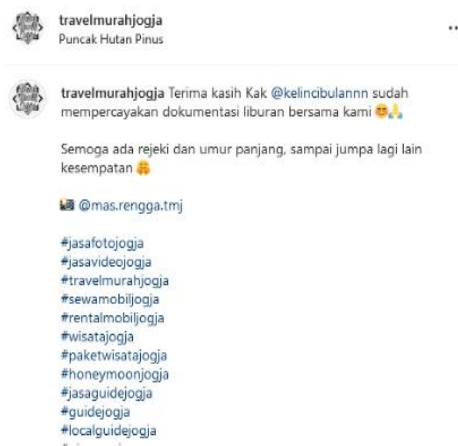 travelmurahjogja
Puncak Hutan Pinus
travelmurahjogja Terima kasih Kak @kelincibulannn sudah
mempercayakan dokumentasi liburan bersama kami 😊🙏
Semoga ada rejeki dan umur panjang, sampai jumpa lagi lain
kesempatan 🤗
📸 @mas.rengga.tmj
#jasafotojogja
#jasavideojogja
#travelmurahjogja
#sewamobiljogja
#rentalmobiljogja
#wisatajogja
#paketwisatajogja
#honeymoonjogja
#jasaguidejogja
#guidejogja
#localguidejogja